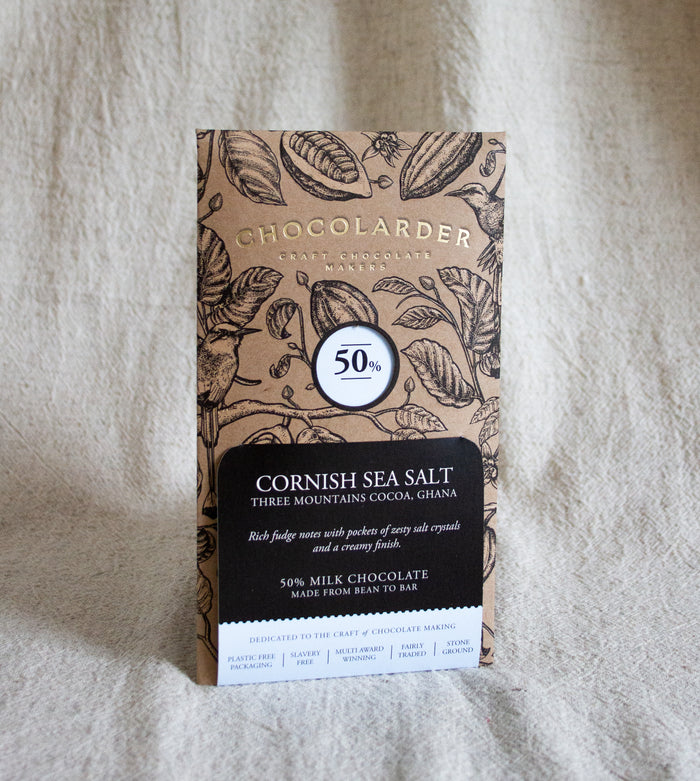 CHOCOLARDER
CRAFT CHOCOLATE
MAKERS
50%
CORNISH SEA SALT
THREE MOUNTAINS COCOA, GHANA
Rich fudge notes with pockets of zesty salt crystals
and a creamy finish.
50% MILK CHOCOLATE
MADE FROM BEAN TO BAR
DEDICATED TO THE CRAFT of CHOCOLATE MAKING
PLASTIC FREE
PACKAGING
SLAVERY
FREE
MULTI AWARD
WINNING
FAIRLY
TRADED
STONE
GROUND